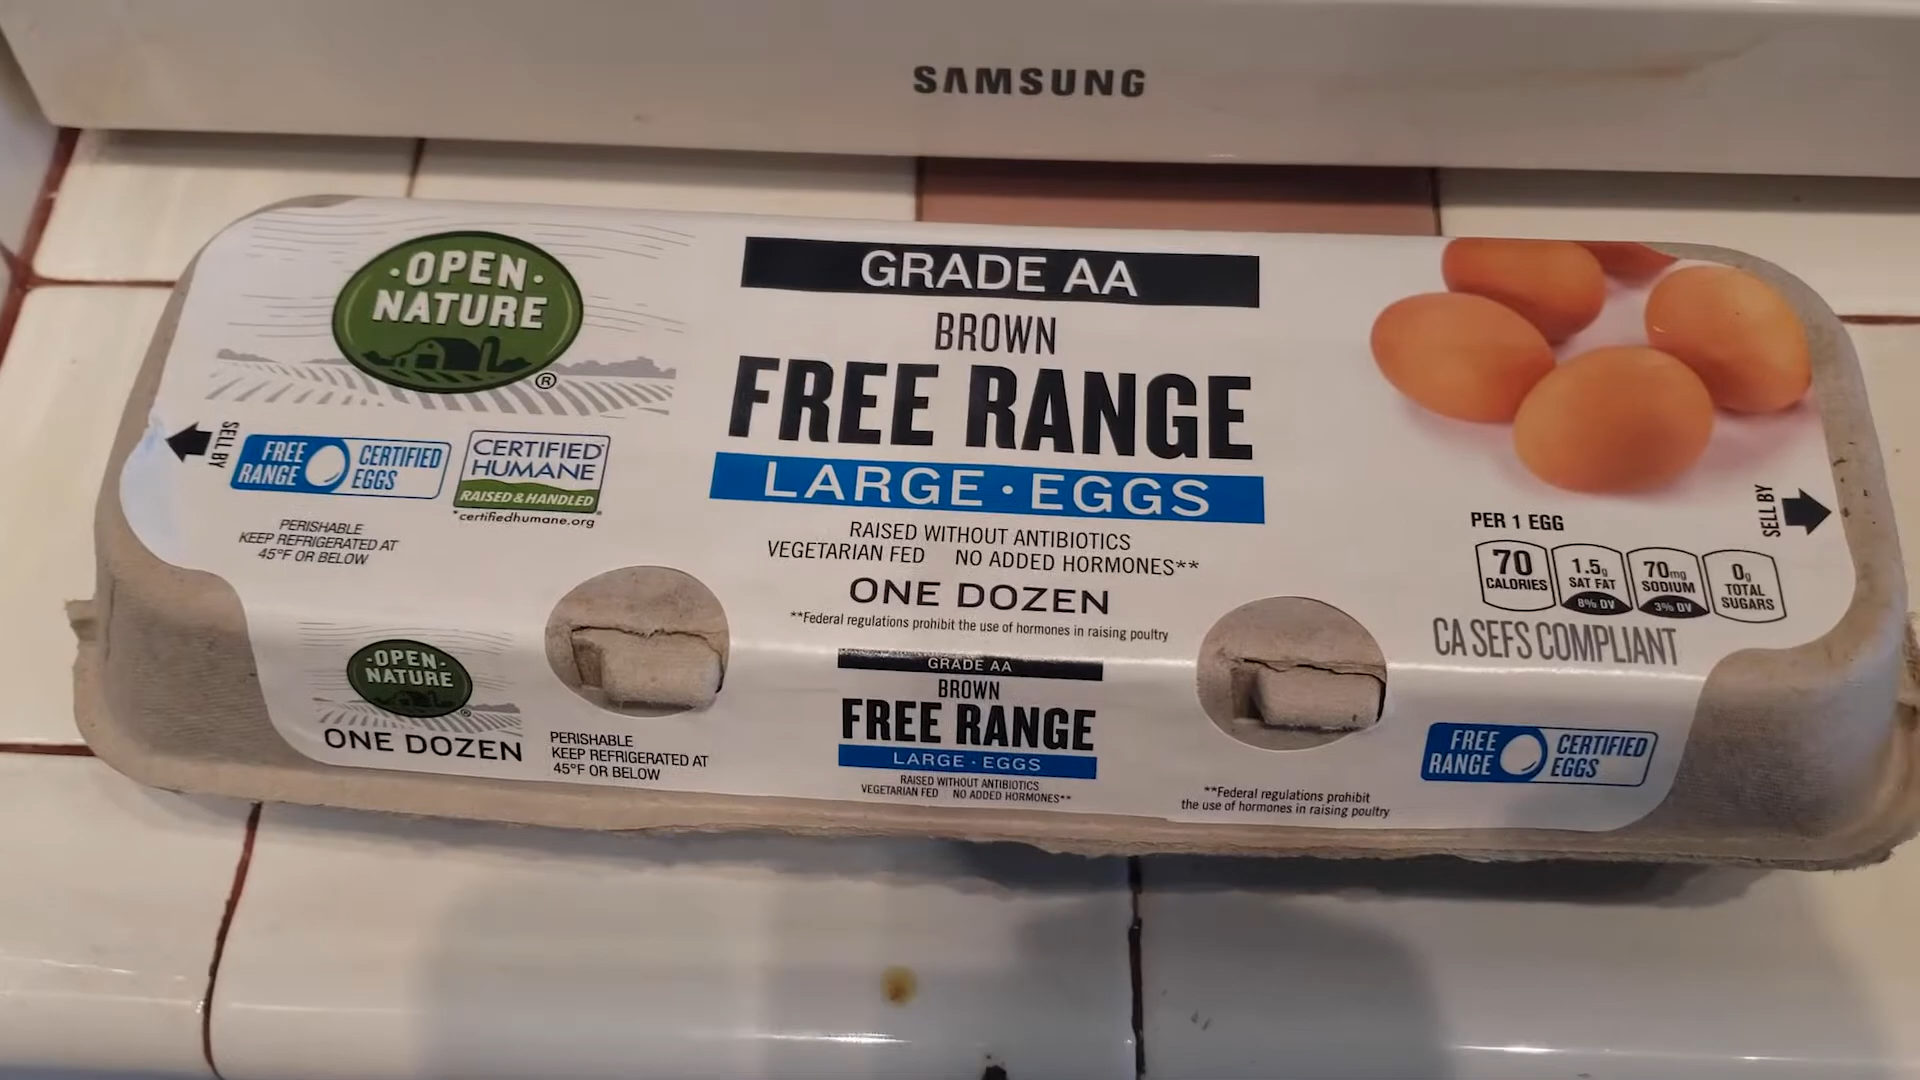 SAMSUNG
·OPEN·
NATURE
®
GRADE AA
BROWN
FREE RANGE
LARGE · EGGS
RAISED WITHOUT ANTIBIOTICS
VEGETARIAN FED NO ADDED HORMONES**
ONE DOZEN
**Federal regulations prohibit the use of hormones in raising poultry
SELL BY
FREE RANGE
CERTIFIED EGGS
CERTIFIED
HUMANE
RAISED & HANDLED
*certifiedhumane.org
PERISHABLE
KEEP REFRIGERATED AT
45°F OR BELOW
SELL BY
PER 1 EGG
70 CALORIES
1.5g SAT FAT 8% DV
70mg SODIUM 3% DV
0g TOTAL SUGARS
CA SEFS COMPLIANT
·OPEN·
NATURE
®
ONE DOZEN
PERISHABLE
KEEP REFRIGERATED AT
45°F OR BELOW
GRADE AA
BROWN
FREE RANGE
LARGE · EGGS
RAISED WITHOUT ANTIBIOTICS
VEGETARIAN FED NO ADDED HORMONES**
**Federal regulations prohibit
the use of hormones in raising poultry
FREE RANGE
CERTIFIED EGGS